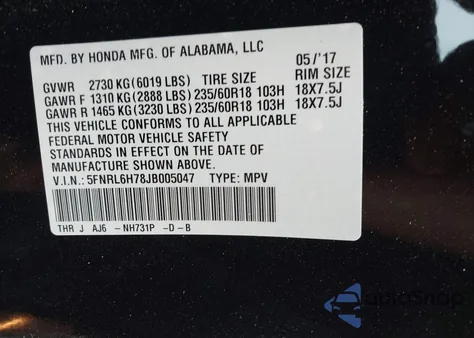 MFD. BY HONDA MFG. OF ALABAMA, LLC
05/'17
GVWR 2730 KG (6019 LBS) TIRE SIZE RIM SIZE
GAWR F 1310 KG (2888 LBS) 235/60R18 103H 18X7.5J
GAWR R 1465 KG (3230 LBS) 235/60R18 103H 18X7.5J
THIS VEHICLE CONFORMS TO ALL APPLICABLE
FEDERAL MOTOR VEHICLE SAFETY
STANDARDS IN EFFECT ON THE DATE OF
MANUFACTURE SHOWN ABOVE.
V.I.N.: 5FNRL6H78JB005047 TYPE: MPV
THR J AJ6 -NH731P -D-B
AutoSnap